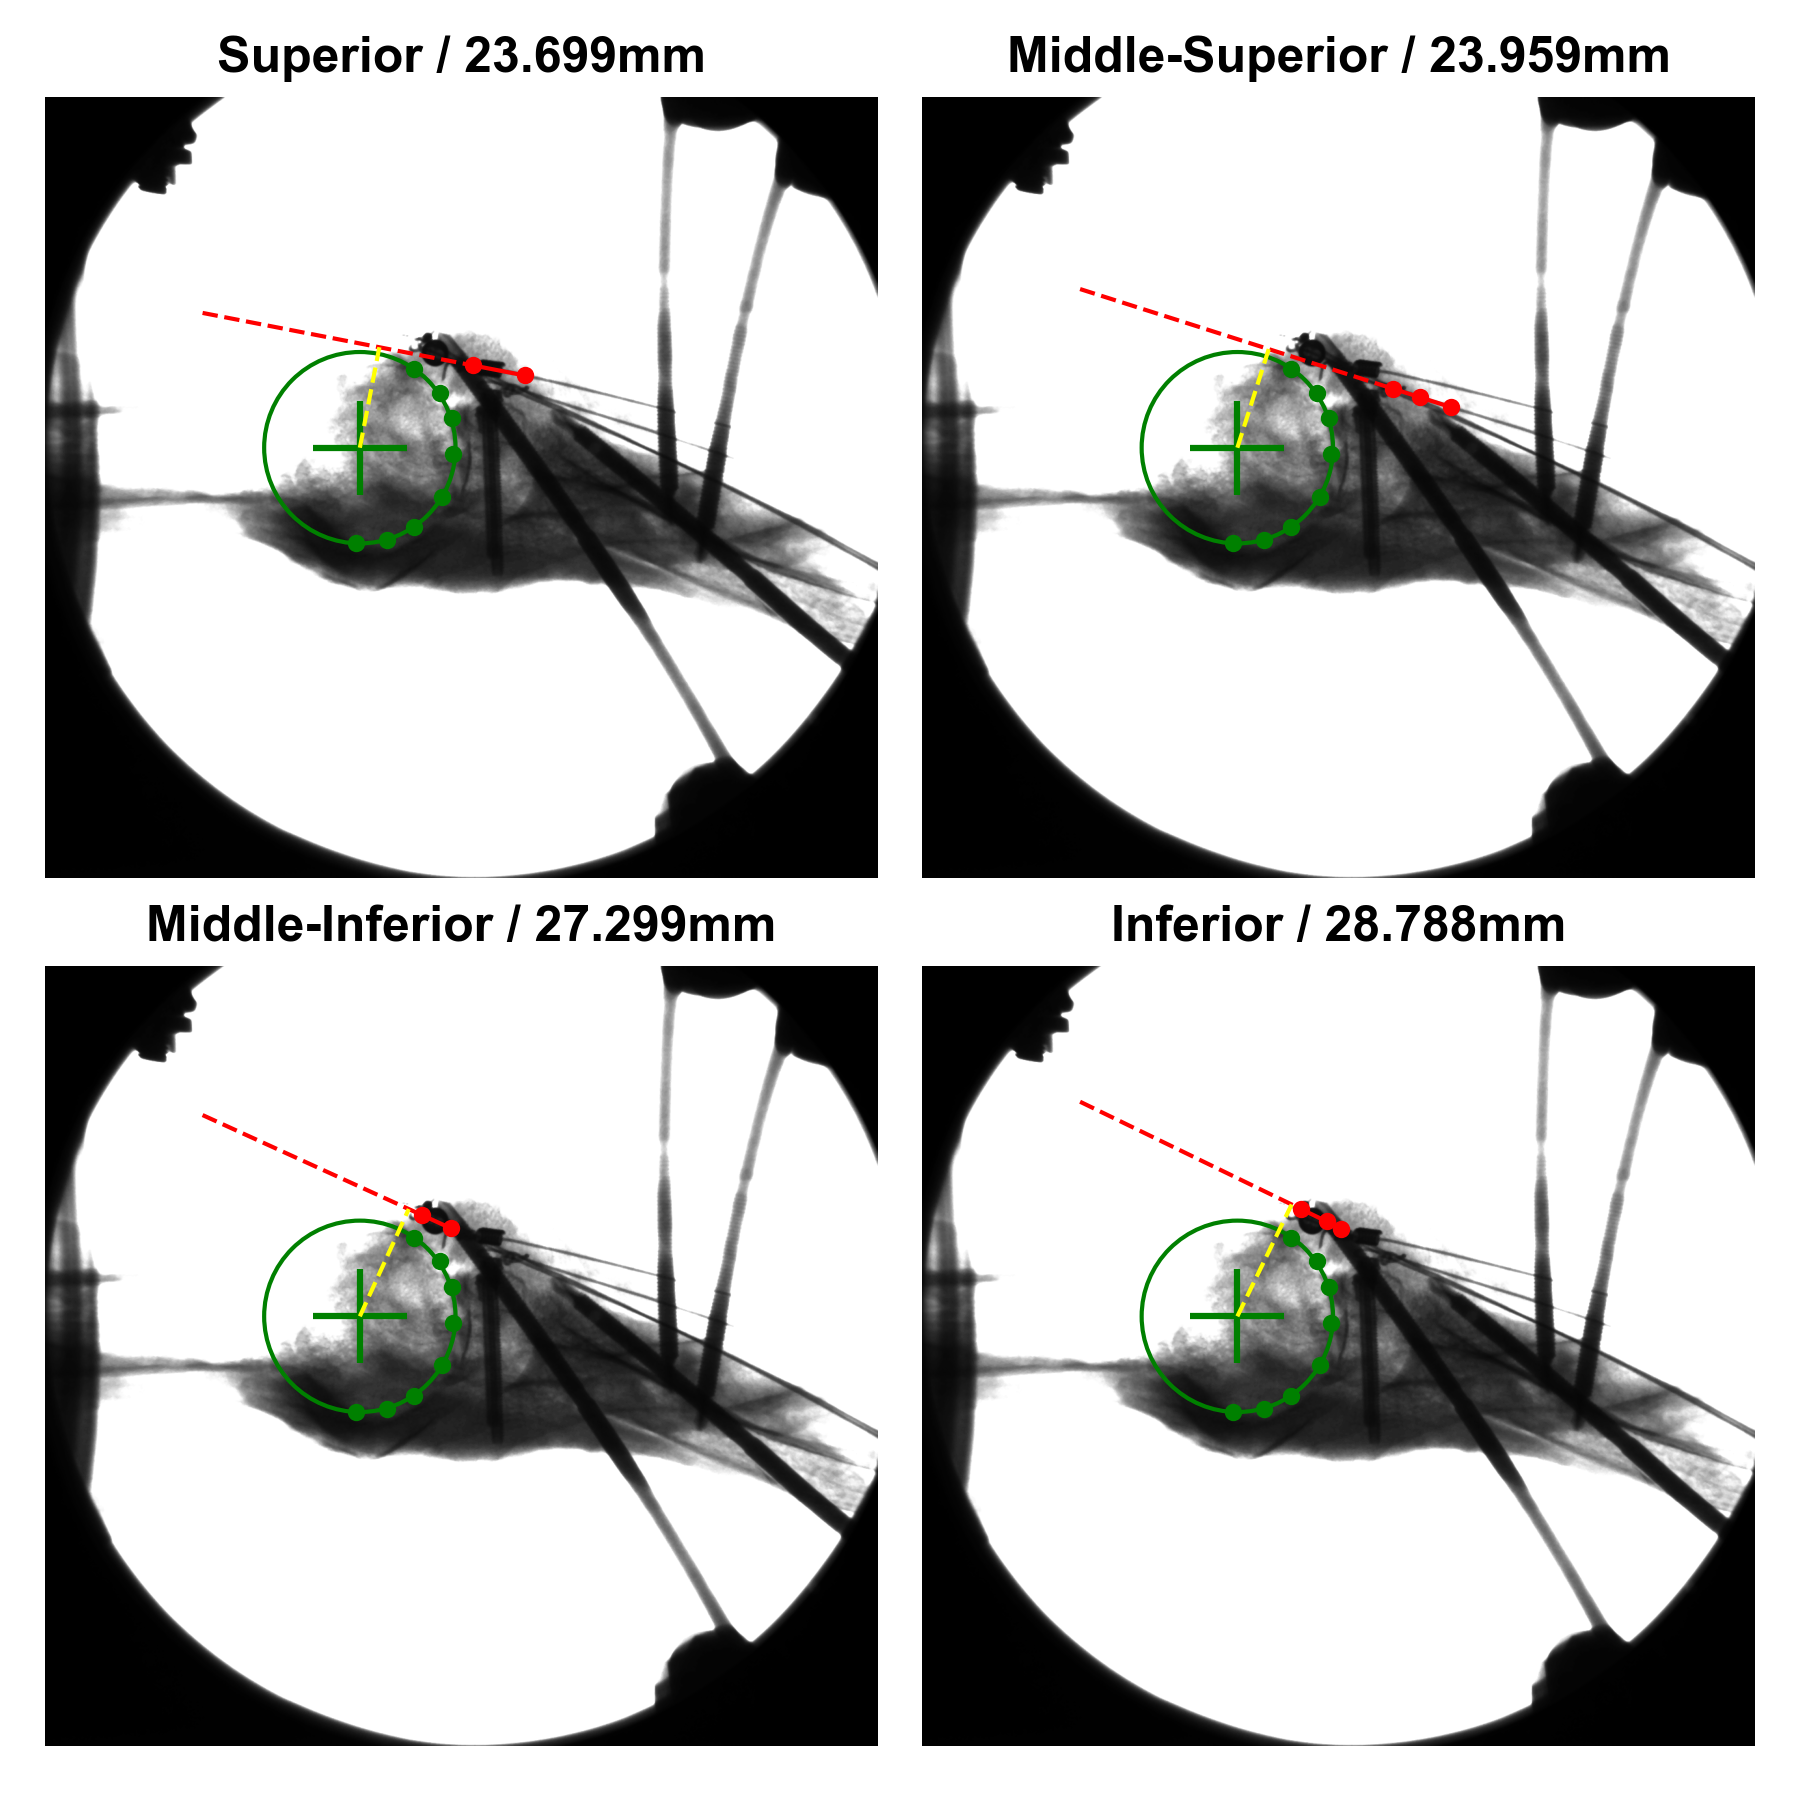 Superior / 23.699mm
Middle-Superior / 23.959mm
Middle-Inferior / 27.299mm
Inferior / 28.788mm